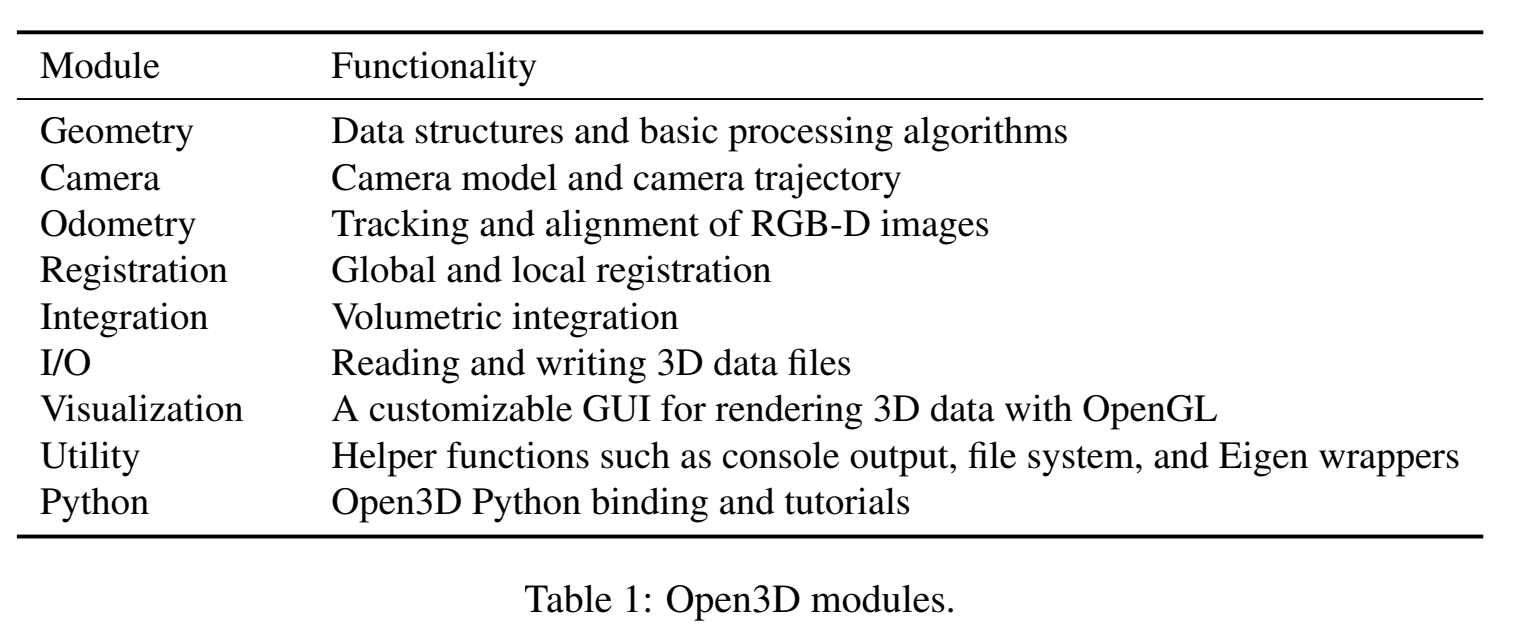 Module Functionality
Geometry Data structures and basic processing algorithms
Camera Camera model and camera trajectory
Odometry Tracking and alignment of RGB-D images
Registration Global and local registration
Integration Volumetric integration
I/O Reading and writing 3D data files
Visualization A customizable GUI for rendering 3D data with OpenGL
Utility Helper functions such as console output, file system, and Eigen wrappers
Python Open3D Python binding and tutorials
Table 1: Open3D modules.